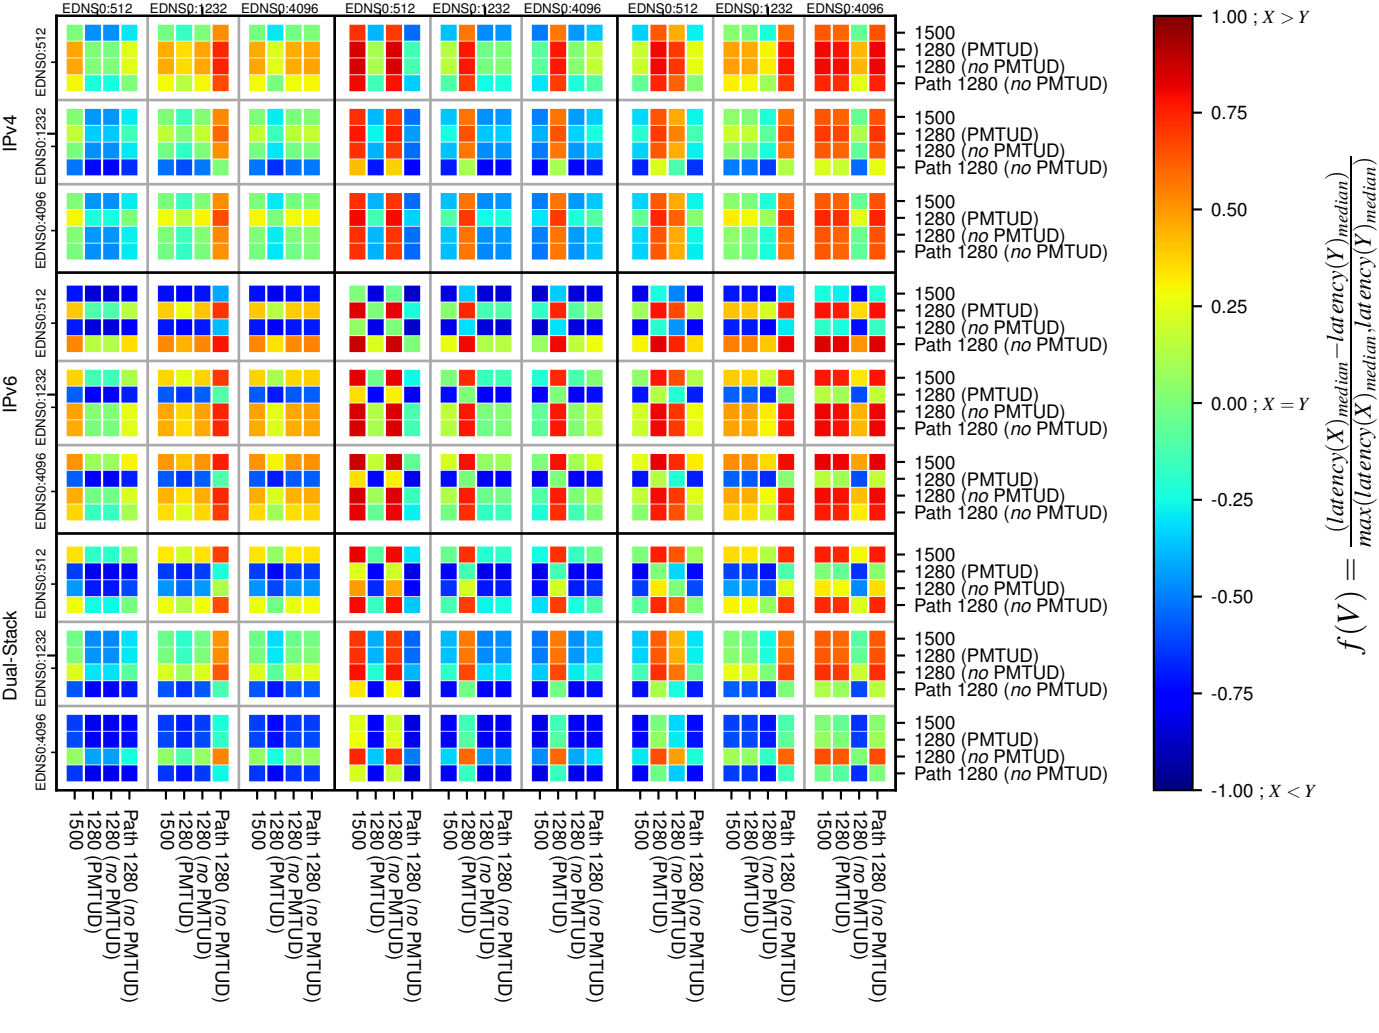 EDNS0:512 EDNS0:1232 EDNS0:4096 EDNS0:512 EDNS0:1232 EDNS0:4096 EDNS0:512 EDNS0:1232 EDNS0:4096
IPv4
EDNS0:512
EDNS0:1232
EDNS0:4096
IPv6
EDNS0:512
EDNS0:1232
EDNS0:4096
Dual-Stack
EDNS0:512
EDNS0:1232
EDNS0:4096
1500
1280 (PMTUD)
1280 (no PMTUD)
Path 1280 (no PMTUD)
1500
1280 (PMTUD)
1280 (no PMTUD)
Path 1280 (no PMTUD)
1500
1280 (PMTUD)
1280 (no PMTUD)
Path 1280 (no PMTUD)
1500
1280 (PMTUD)
1280 (no PMTUD)
Path 1280 (no PMTUD)
1500
1280 (PMTUD)
1280 (no PMTUD)
Path 1280 (no PMTUD)
1500
1280 (PMTUD)
1280 (no PMTUD)
Path 1280 (no PMTUD)
1500
1280 (PMTUD)
1280 (no PMTUD)
Path 1280 (no PMTUD)
1500
1280 (PMTUD)
1280 (no PMTUD)
Path 1280 (no PMTUD)
1500
1280 (PMTUD)
1280 (no PMTUD)
Path 1280 (no PMTUD)
1500
1280 (PMTUD)
1280 (no PMTUD)
Path 1280 (no PMTUD)
1500
1280 (PMTUD)
1280 (no PMTUD)
Path 1280 (no PMTUD)
1500
1280 (PMTUD)
1280 (no PMTUD)
Path 1280 (no PMTUD)
1500
1280 (PMTUD)
1280 (no PMTUD)
Path 1280 (no PMTUD)
1500
1280 (PMTUD)
1280 (no PMTUD)
Path 1280 (no PMTUD)
1500
1280 (PMTUD)
1280 (no PMTUD)
Path 1280 (no PMTUD)
1500
1280 (PMTUD)
1280 (no PMTUD)
Path 1280 (no PMTUD)
1500
1280 (PMTUD)
1280 (no PMTUD)
Path 1280 (no PMTUD)
1500
1280 (PMTUD)
1280 (no PMTUD)
Path 1280 (no PMTUD)
1.00 ; X > Y
0.75
0.50
0.25
0.00 ; X = Y
-0.25
-0.50
-0.75
-1.00 ; X < Y
f(V) = (latency(X)median−latency(Y)median) / max(latency(X)median,latency(Y)median)